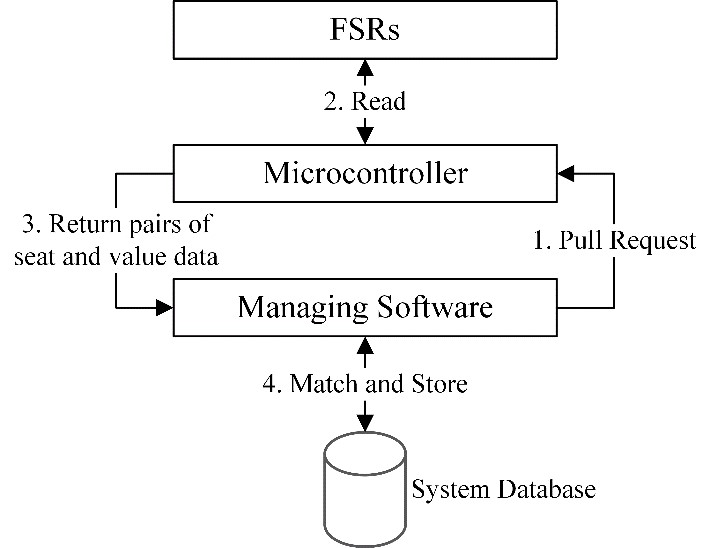 FSRs
2. Read
Microcontroller
3. Return pairs of
seat and value data
1. Pull Request
Managing Software
4. Match and Store
System Database